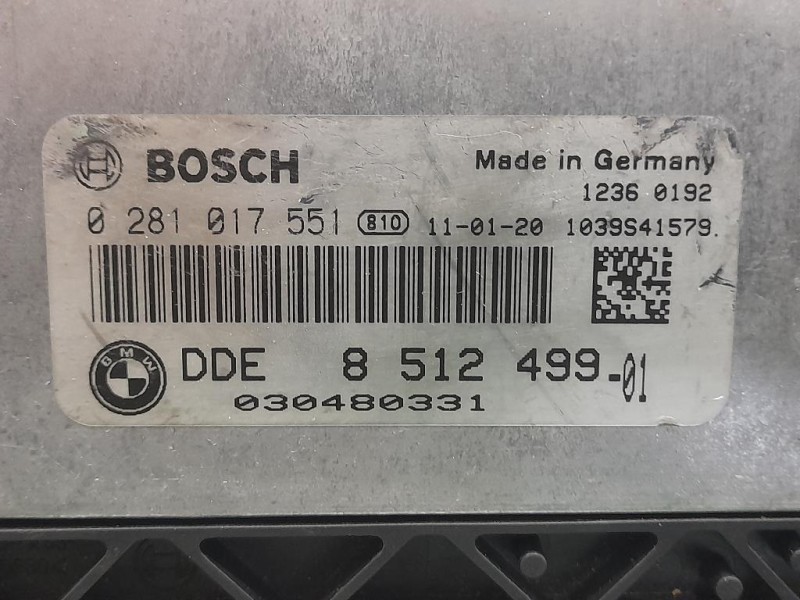 BOSCH
Made in Germany
1236 0192
0 281 017 551 810 11-01-20 1039S41579.
BMW
DDE 8 512 499-01
030480331